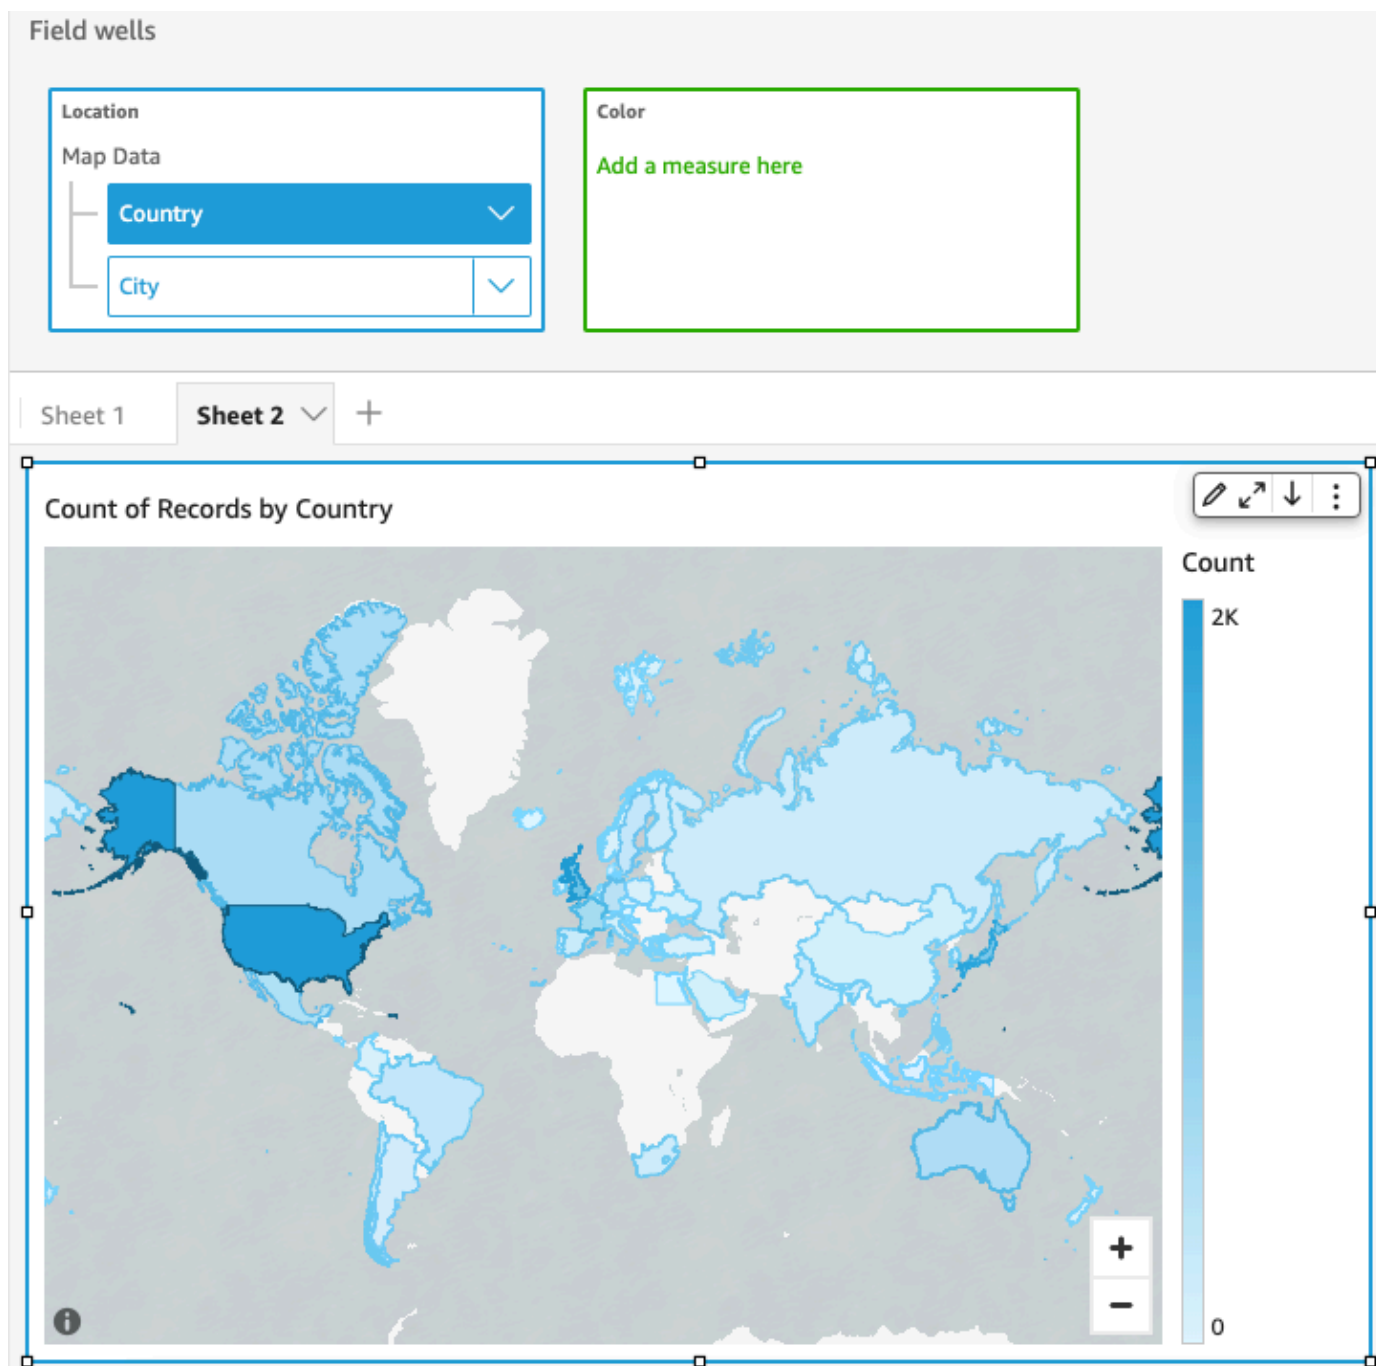 Field wells
Location
Map Data
Country
City
Color
Add a measure here
Sheet 1
Sheet 2
Count of Records by Country
Count
2K
0